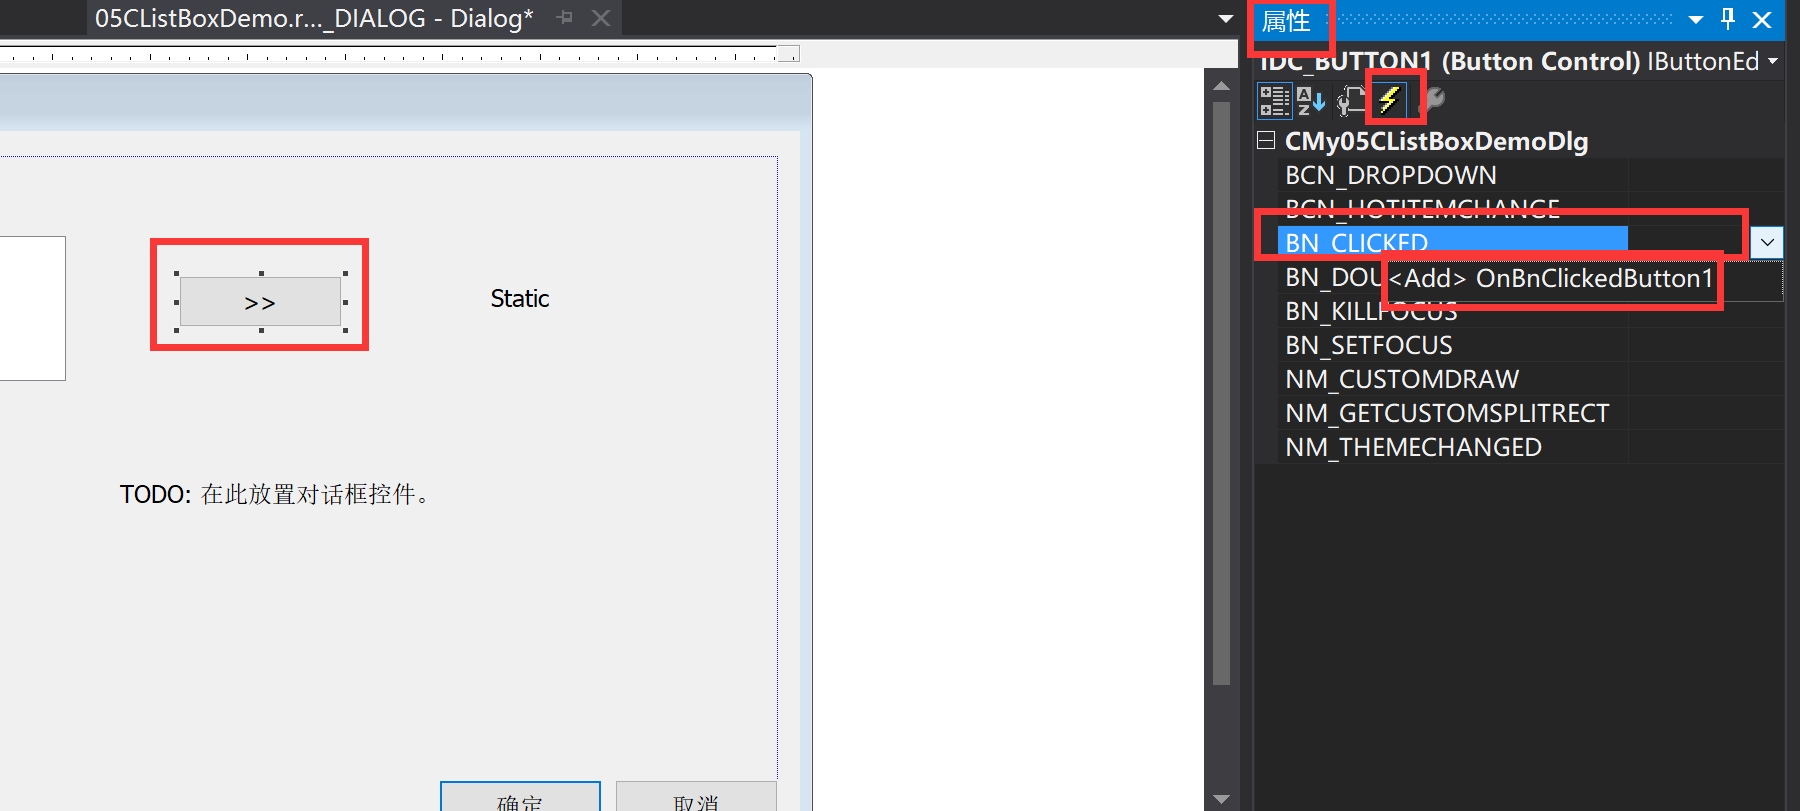 05CListBoxDemo.r..._DIALOG - Dialog*
属性
IDC_BUTTON1 (Button Control) IButtonEd
CMy05CListBoxDemoDlg
BCN_DROPDOWN
BCN_HOTITEMCHANGE
BN_CLICKED
<Add> OnBnClickedButton1
BN_DOU
BN_KILLFOCUS
BN_SETFOCUS
NM_CUSTOMDRAW
NM_GETCUSTOMSPLITRECT
NM_THEMECHANGED
>>
Static
TODO: 在此放置对话框控件。
确定
取消